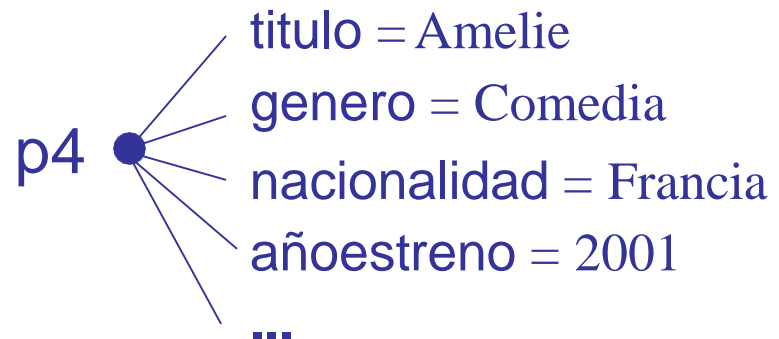 titulo = Amelie
genero = Comedia
p4
nacionalidad = Francia
añoestreno = 2001
...